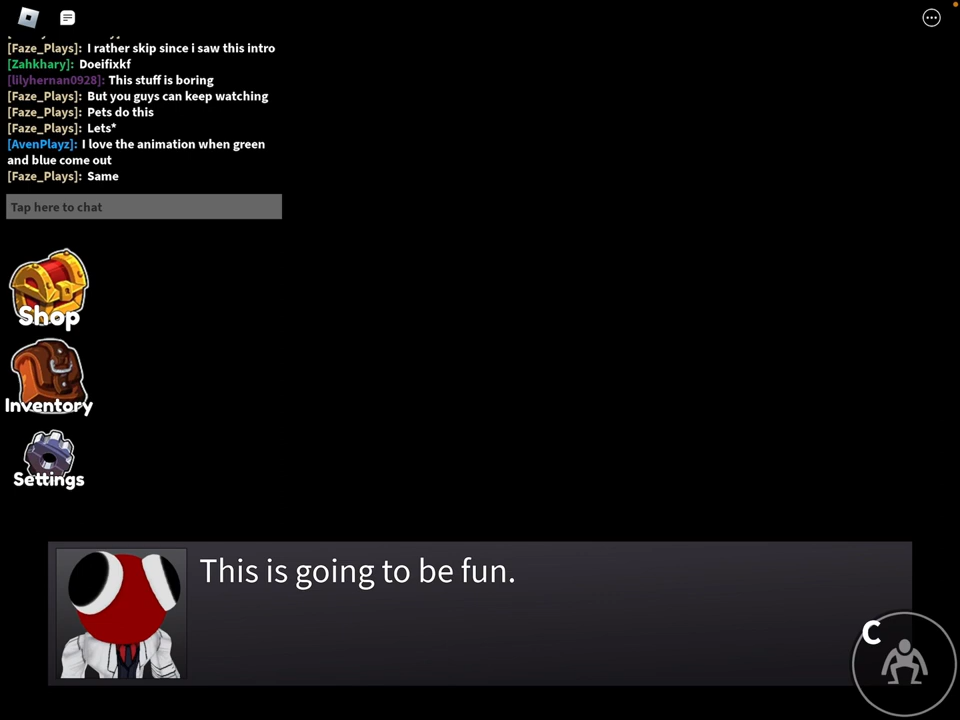 [Faze_Plays]: I rather skip since i saw this intro
[Zahkhary]: Doeifixkf
[lilyhernan0928]: This stuff is boring
[Faze_Plays]: But you guys can keep watching
[Faze_Plays]: Pets do this
[Faze_Plays]: Lets*
[AvenPlayz]: I love the animation when green
and blue come out
[Faze_Plays]: Same
Tap here to chat
Shop
Inventory
Settings
This is going to be fun.
C